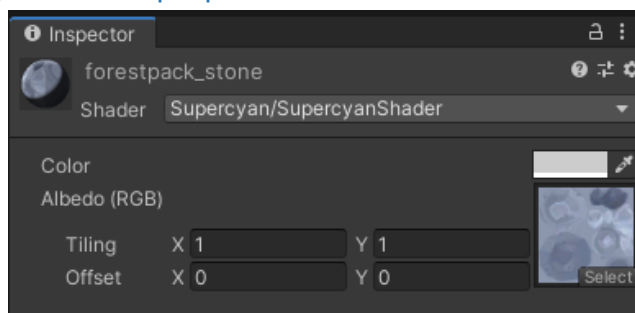 Inspector
forestpack_stone
Shader Supercyan/SupercyanShader
Color
Albedo (RGB)
Tiling X 1 Y 1
Offset X 0 Y 0
Select